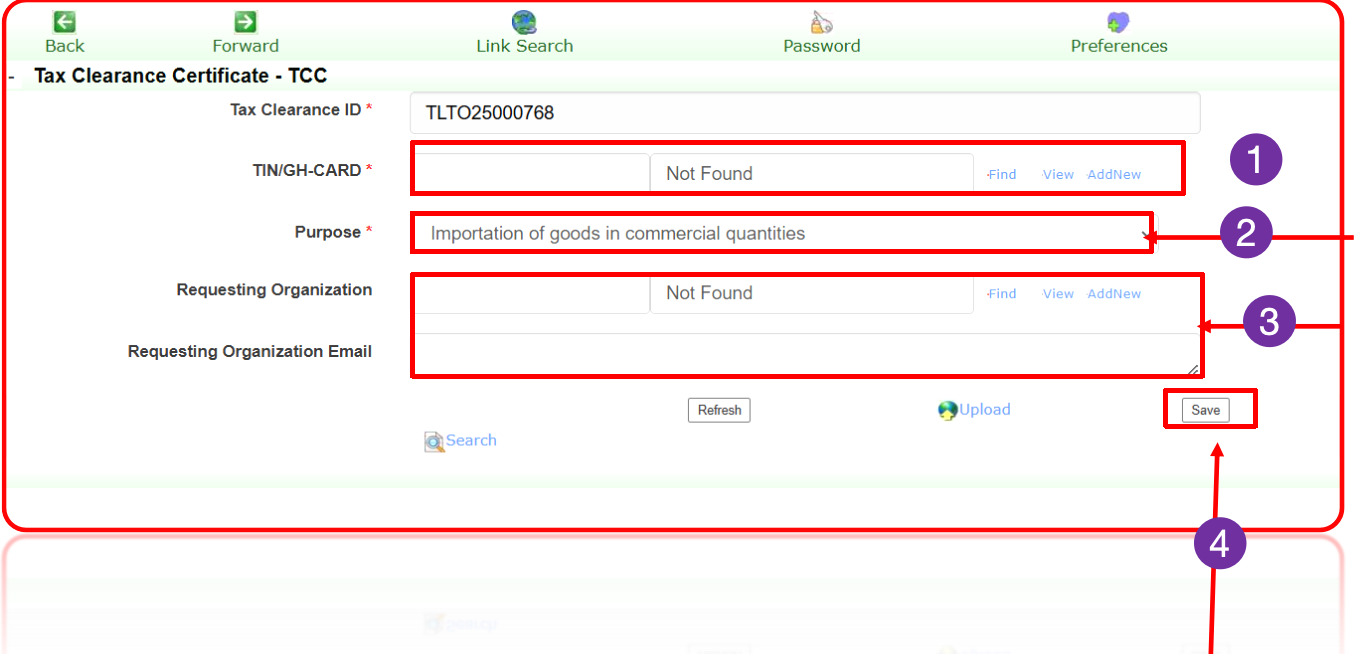 Back Forward Link Search Password Preferences
- Tax Clearance Certificate - TCC
Tax Clearance ID * TLTO25000768
TIN/GH-CARD * Not Found Find View AddNew 1
Purpose * Importation of goods in commercial quantities 2
Requesting Organization Not Found Find View AddNew
3
Requesting Organization Email
Refresh Upload Save
Search
4